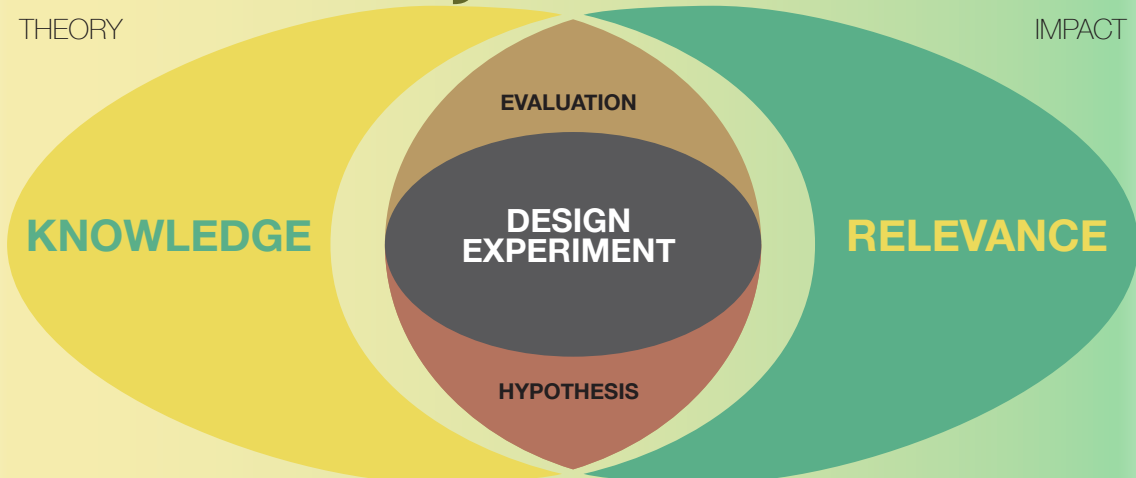 THEORY
IMPACT
EVALUATION
KNOWLEDGE
DESIGN
EXPERIMENT
RELEVANCE
HYPOTHESIS